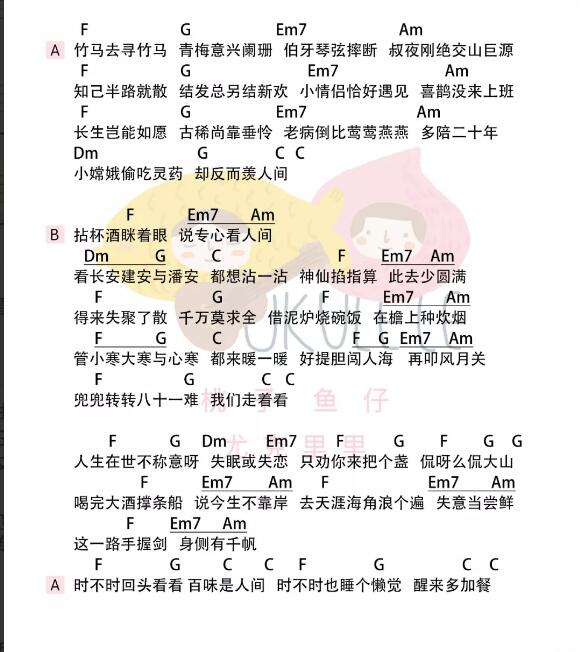 F G Em7 Am
A 竹马去寻竹马 青梅意兴阑珊 伯牙琴弦摔断 叔夜刚绝交山巨源
F G Em7 Am
知己半路就散 结发总另结新欢 小情侣恰好遇见 喜鹊没来上班
F G Em7 Am
长生岂能如愿 古稀尚靠垂怜 老病倒比莺莺燕燕 多陪二十年
Dm G C C
小嫦娥偷吃灵药 却反而羡人间
F Em7 Am
B 拈杯酒眯着眼 说专心看人间
Dm G C F Em7 Am
看长安建安与潘安 都想沾一沾 神仙掐指算 此去少圆满
F G F Em7 Am
得来失聚了散 千万莫求全 借泥炉烧碗饭 在檐上种炊烟
F G C F G Em7 Am
管小寒大寒与心寒 都来暖一暖 好提胆闯人海 再叩风月关
F G C C
兜兜转转八十一难 我们走着看
UKULELE
桃子鱼仔
尤克里里
F G Dm Em7 F G F G G
人生在世不称意呀 失眠或失恋 只劝你来把个盏 侃呀么侃大山
F Em7 Am F Em7 Am
喝完大酒撑条船 说今生不靠岸 去天涯海角浪个遍 失意当尝鲜
F Em7 Am
这一路手握剑 身侧有千帆
F G C C F G C C
A 时不时回头看看 百味是人间 时不时也睡个懒觉 醒来多加餐